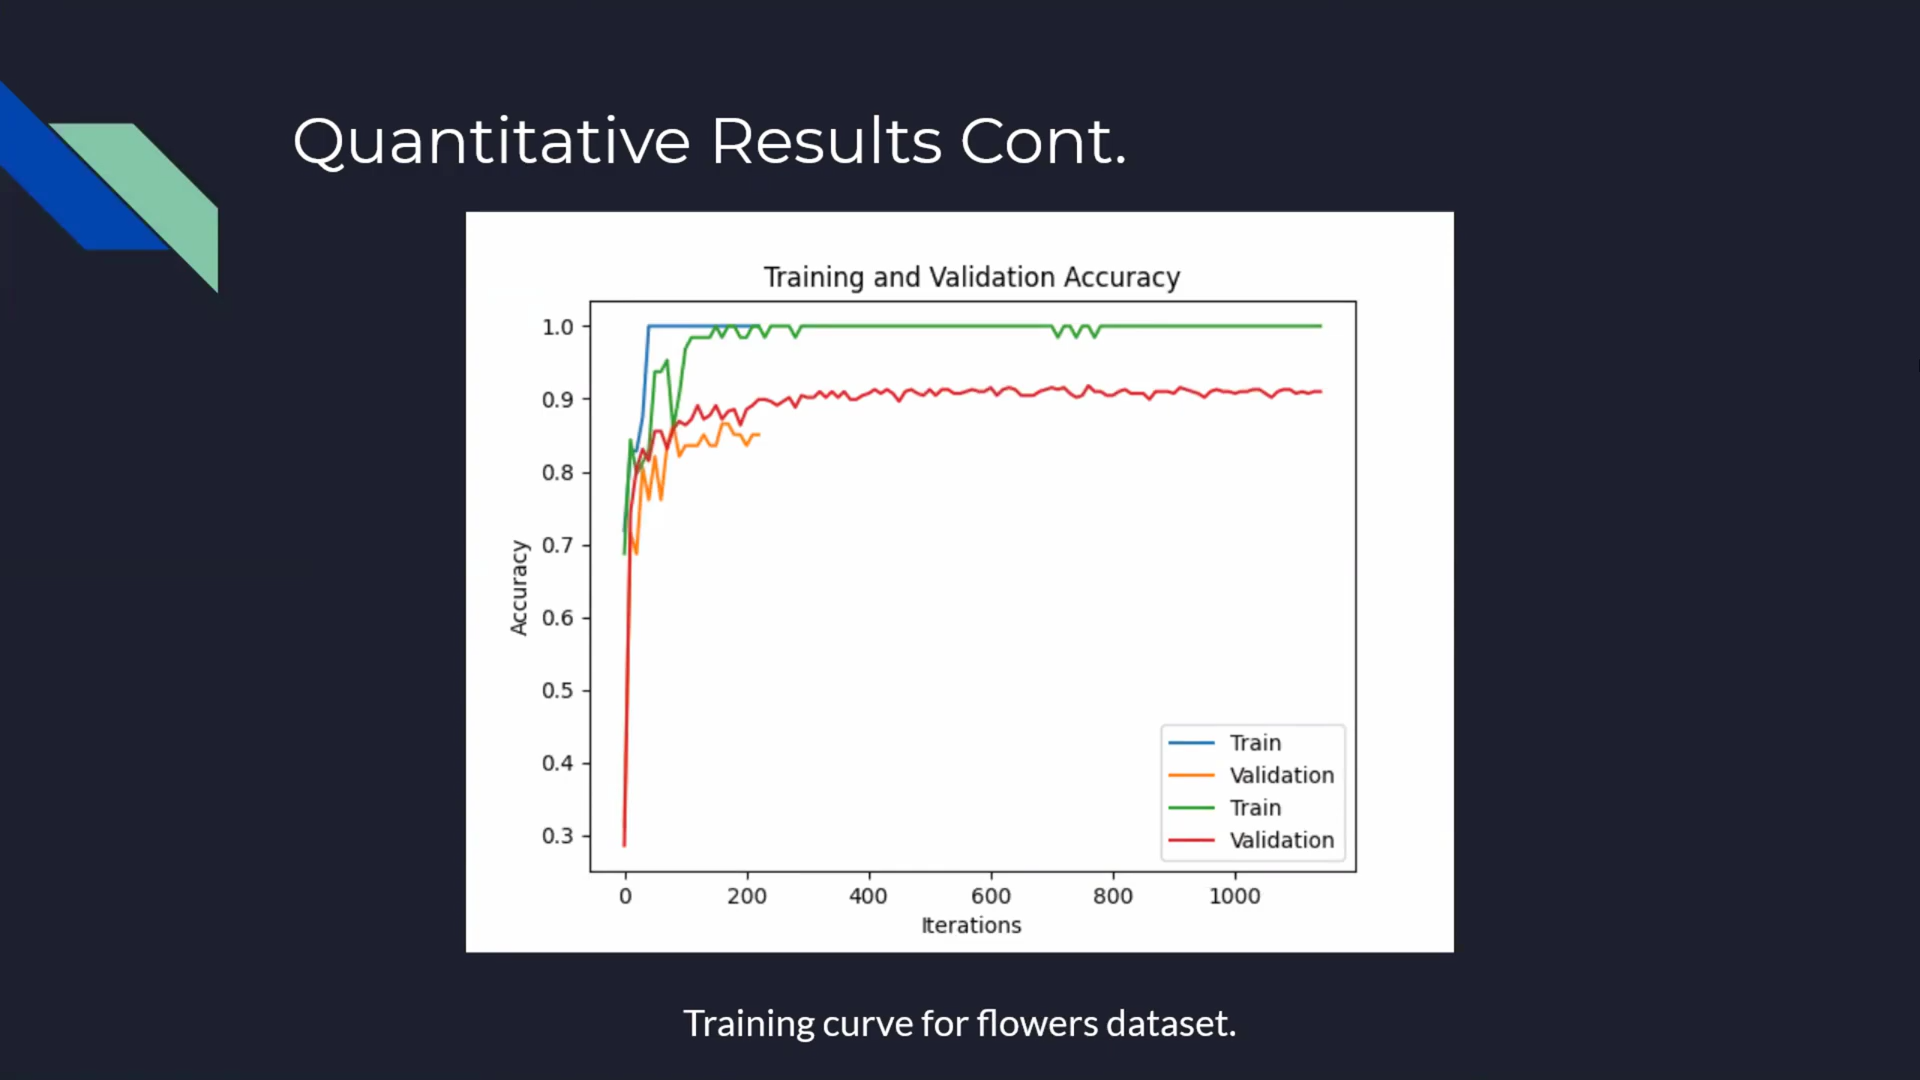 Quantitative Results Cont.
Training and Validation Accuracy
1.0
0.9
0.8
0.7
0.6
0.5
0.4
0.3
Accuracy
0 200 400 600 800 1000
Iterations
Train
Validation
Train
Validation
Training curve for flowers dataset.